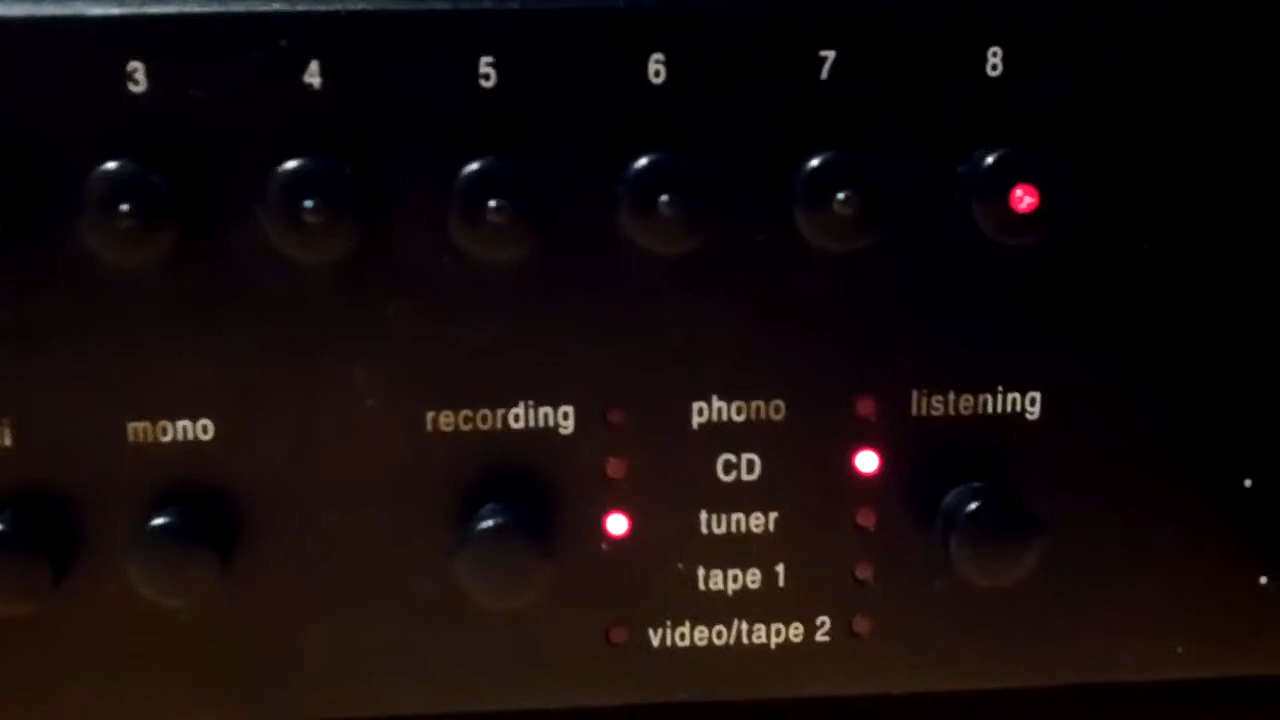 3 4 5 6 7 8
mono recording phono listening
CD
tuner
tape 1
video/tape 2